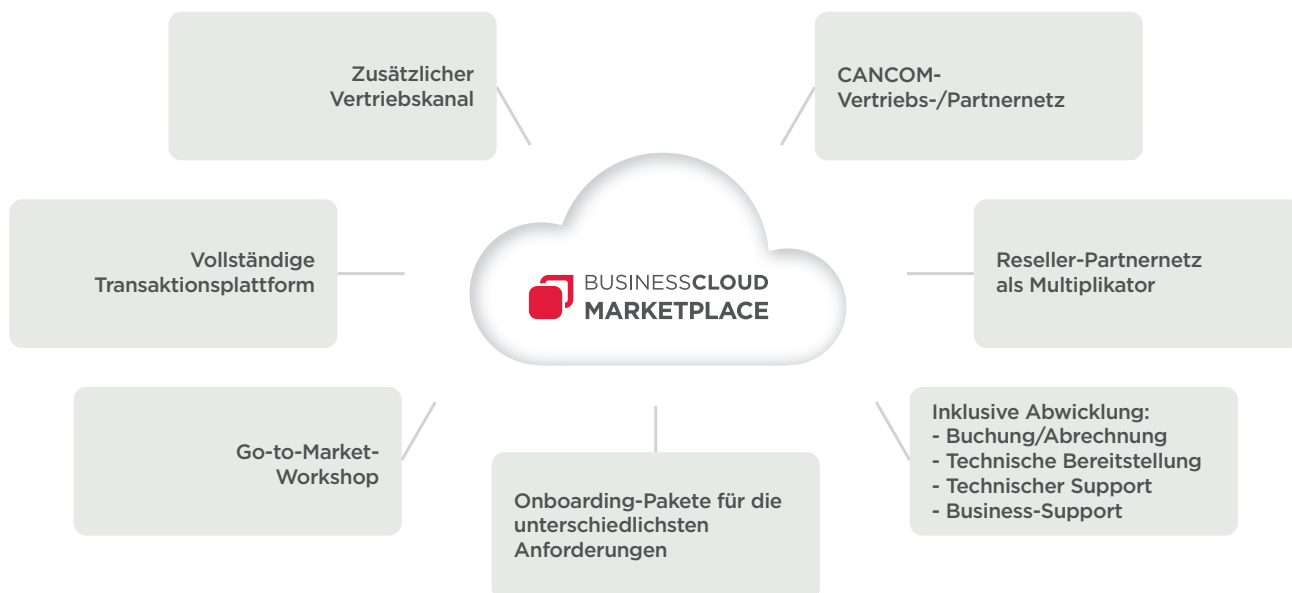 Zusätzlicher
Vertriebskanal
CANCOM-
Vertriebs-/Partnernetz
Vollständige
Transaktionsplattform
BUSINESSCLOUD
MARKETPLACE
Reseller-Partnernetz
als Multiplikator
Go-to-Market-
Workshop
Onboarding-Pakete für die
unterschiedlichsten
Anforderungen
Inklusive Abwicklung:
- Buchung/Abrechnung
- Technische Bereitstellung
- Technischer Support
- Business-Support